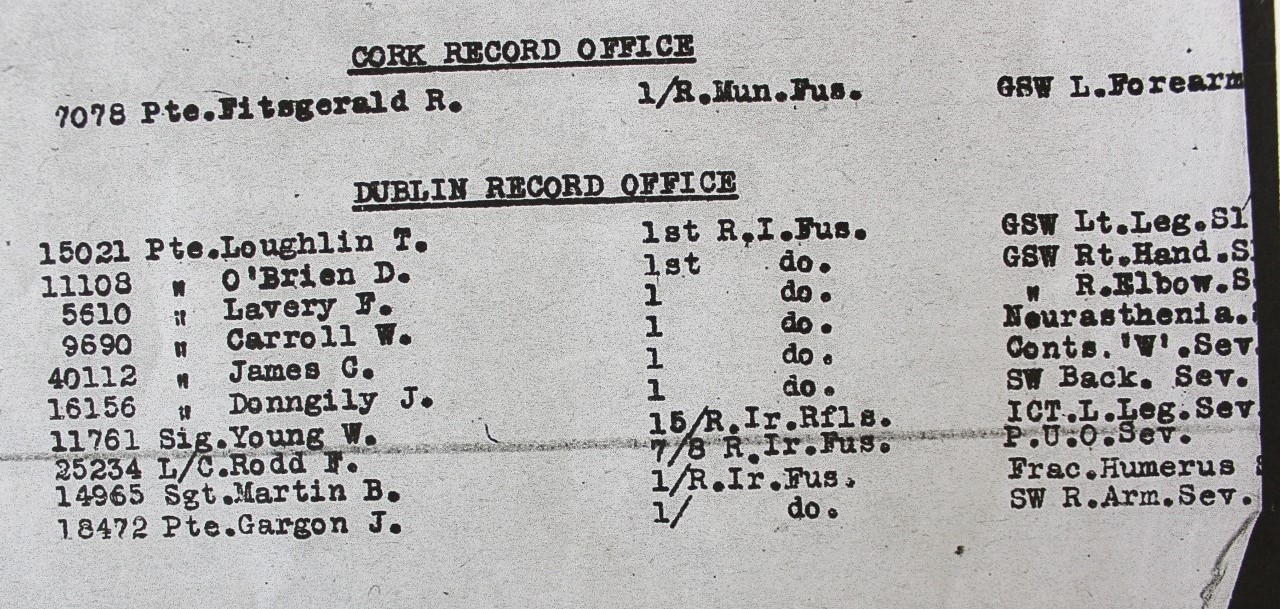 CORK RECORD OFFICE
7078 Pte.Fitsgerald R. 1/R.Mun.Fus. GSW L.Forearm
DUBLIN RECORD OFFICE
15021 Pte.Loughlin T. 1st R.I.Fus. GSW Lt.Leg.Sl
11108 " O'Brien D. 1st do. GSW Rt.Hand.S
5610 " Lavery F. 1 do. " R.Elbow.S
9690 " Carroll W. 1 do. Neurasthenia.
40112 " James C. 1 do. Conts.'W'.Sev
16156 " Donngily J. 1 do. SW Back. Sev.
11761 Sig.Young W. 15/R.Ir.Rfls. ICT.L.Leg.Sev
25234 L/C.Rodd F. 7/8 R.Ir.Fus. P.U.O.Sev.
14965 Sgt.Martin B. 1/R.Ir.Fus. Frac.Humerus
18472 Pte.Gargon J. 1/ do. SW R.Arm.Sev.